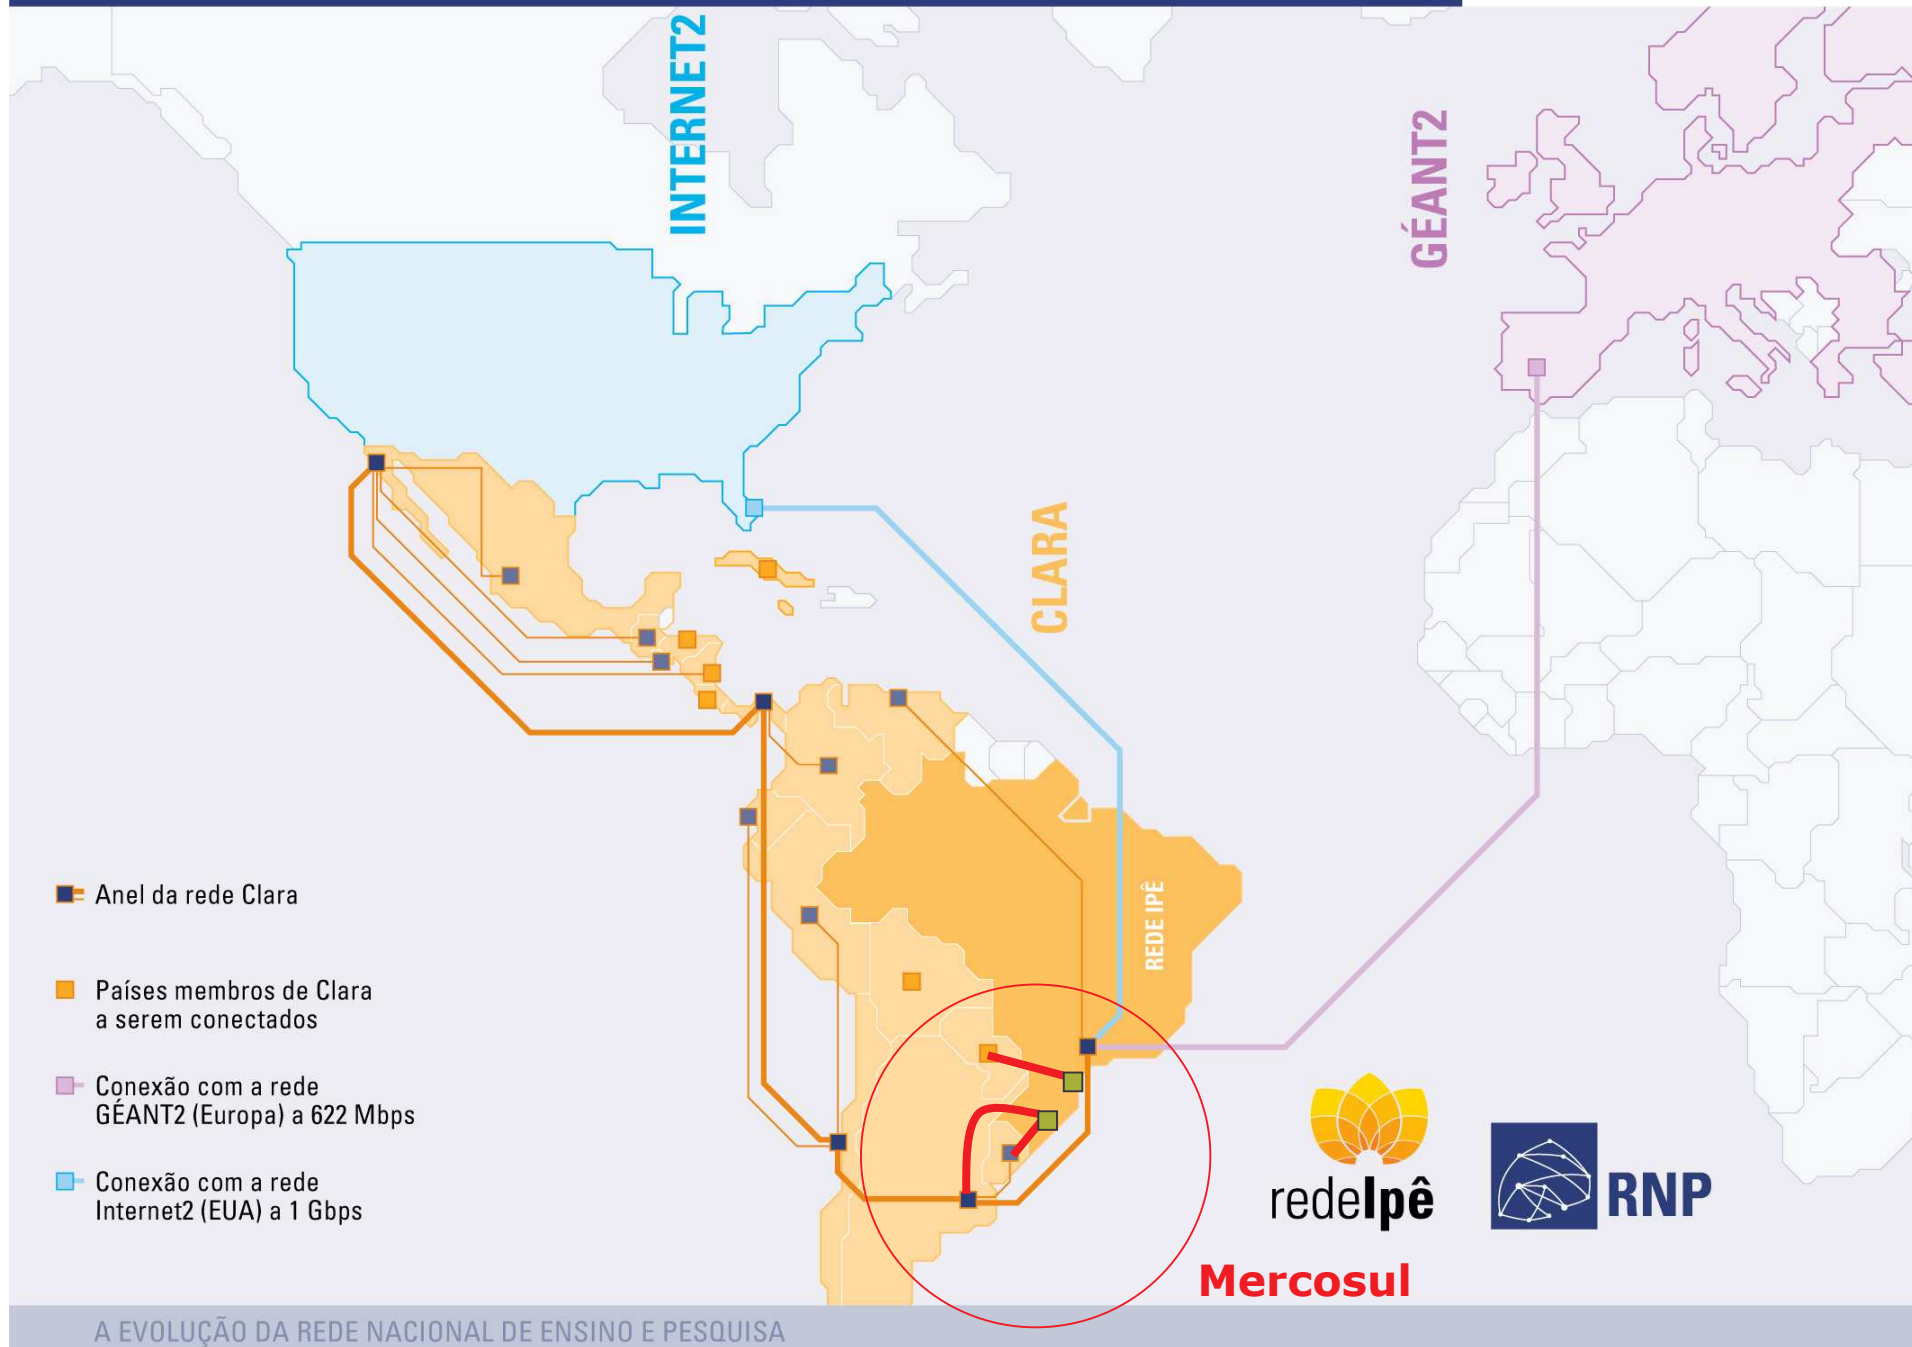 INTERNET2
GÉANT2
CLARA
REDE IPÊ
Anel da rede Clara
Países membros de Clara
a serem conectados
Conexão com a rede
GÉANT2 (Europa) a 622 Mbps
Conexão com a rede
Internet2 (EUA) a 1 Gbps
redeIpê
RNP
Mercosul
A EVOLUÇÃO DA REDE NACIONAL DE ENSINO E PESQUISA